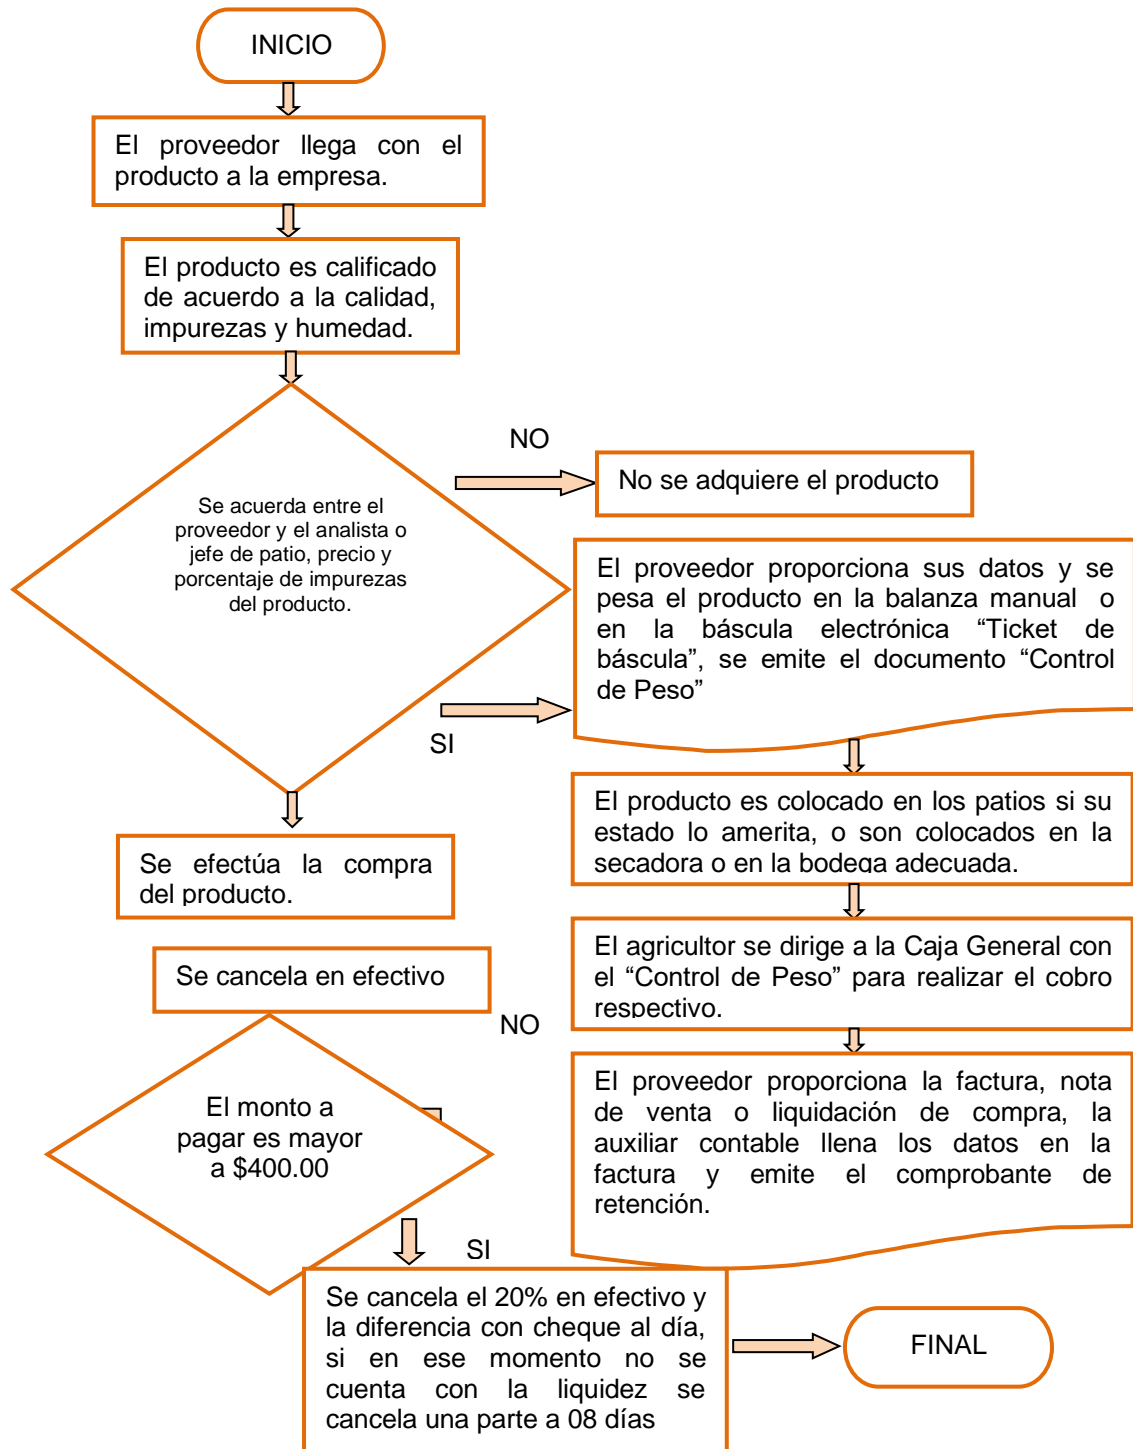 INICIO
El proveedor llega con el
producto a la empresa.
El producto es calificado
de acuerdo a la calidad,
impurezas y humedad.
NO
No se adquiere el producto
Se acuerda entre el
proveedor y el analista o
jefe de patio, precio y
porcentaje de impurezas
del producto.
El proveedor proporciona sus datos y se
pesa el producto en la balanza manual o
en la báscula electrónica “Ticket de
báscula”, se emite el documento “Control
de Peso”
SI
El producto es colocado en los patios si su
estado lo amerita, o son colocados en la
secadora o en la bodega adecuada.
Se efectúa la compra
del producto.
El agricultor se dirige a la Caja General con
el “Control de Peso” para realizar el cobro
respectivo.
Se cancela en efectivo
NO
El monto a
pagar es mayor
a $400.00
El proveedor proporciona la factura, nota
de venta o liquidación de compra, la
auxiliar contable llena los datos en la
factura y emite el comprobante de
retención.
SI
Se cancela el 20% en efectivo y
la diferencia con cheque al día,
si en ese momento no se
cuenta con la liquidez se
cancela una parte a 08 días
FINAL